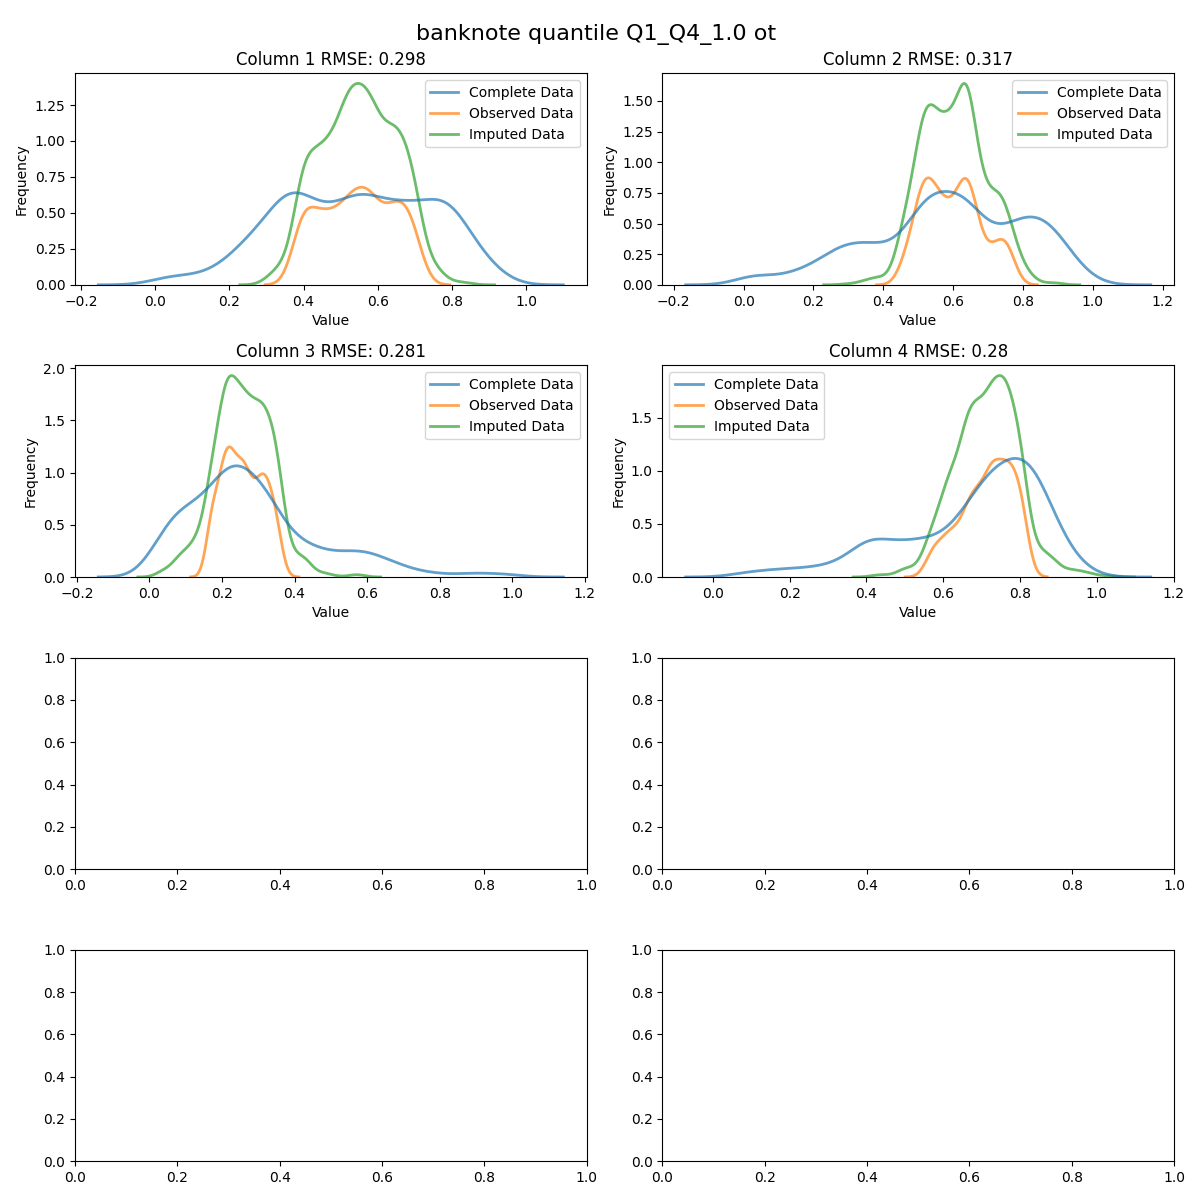 banknote quantile Q1_Q4_1.0 ot
Column 1 RMSE: 0.298
Frequency
1.25
1.00
0.75
0.50
0.25
0.00
Complete Data
Observed Data
Imputed Data
−0.2 0.0 0.2 0.4 0.6 0.8 1.0
Value
Column 2 RMSE: 0.317
Frequency
1.50
1.25
1.00
0.75
0.50
0.25
0.00
Complete Data
Observed Data
Imputed Data
−0.2 0.0 0.2 0.4 0.6 0.8 1.0 1.2
Value
Column 3 RMSE: 0.281
Frequency
2.0
1.5
1.0
0.5
0.0
Complete Data
Observed Data
Imputed Data
−0.2 0.0 0.2 0.4 0.6 0.8 1.0 1.2
Value
Column 4 RMSE: 0.28
Frequency
1.5
1.0
0.5
0.0
Complete Data
Observed Data
Imputed Data
0.0 0.2 0.4 0.6 0.8 1.0 1.2
Value
1.0
0.8
0.6
0.4
0.2
0.0
0.0 0.2 0.4 0.6 0.8 1.0
1.0
0.8
0.6
0.4
0.2
0.0
0.0 0.2 0.4 0.6 0.8 1.0
1.0
0.8
0.6
0.4
0.2
0.0
0.0 0.2 0.4 0.6 0.8 1.0
1.0
0.8
0.6
0.4
0.2
0.0
0.0 0.2 0.4 0.6 0.8 1.0